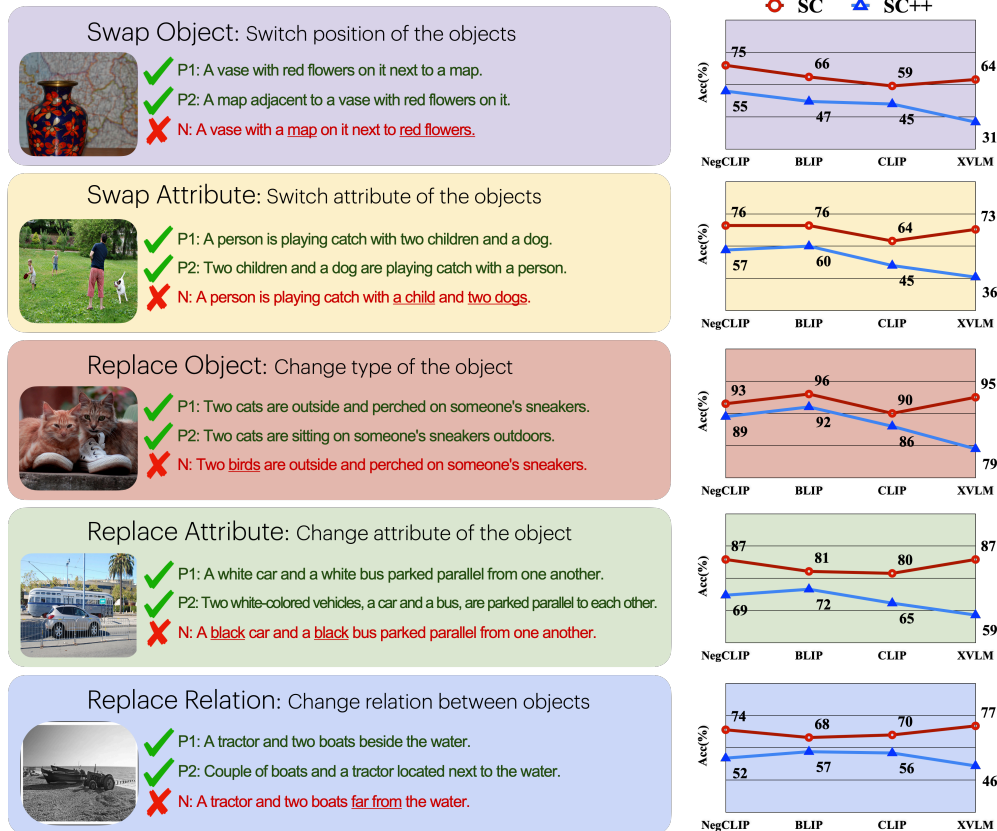 SC SC++
Swap Object: Switch position of the objects
P1: A vase with red flowers on it next to a map.
P2: A map adjacent to a vase with red flowers on it.
N: A vase with a map on it next to red flowers.
Acc(%)
75 66 59 64
55 47 45 31
NegCLIP BLIP CLIP XVLM
Swap Attribute: Switch attribute of the objects
P1: A person is playing catch with two children and a dog.
P2: Two children and a dog are playing catch with a person.
N: A person is playing catch with a child and two dogs.
Acc(%)
76 76 64 73
57 60 45 36
NegCLIP BLIP CLIP XVLM
Replace Object: Change type of the object
P1: Two cats are outside and perched on someone's sneakers.
P2: Two cats are sitting on someone's sneakers outdoors.
N: Two birds are outside and perched on someone's sneakers.
Acc(%)
93 96 90 95
89 92 86 79
NegCLIP BLIP CLIP XVLM
Replace Attribute: Change attribute of the object
P1: A white car and a white bus parked parallel from one another.
P2: Two white-colored vehicles, a car and a bus, are parked parallel to each other.
N: A black car and a black bus parked parallel from one another.
Acc(%)
87 81 80 87
69 72 65 59
NegCLIP BLIP CLIP XVLM
Replace Relation: Change relation between objects
P1: A tractor and two boats beside the water.
P2: Couple of boats and a tractor located next to the water.
N: A tractor and two boats far from the water.
Acc(%)
74 68 70 77
52 57 56 46
NegCLIP BLIP CLIP XVLM